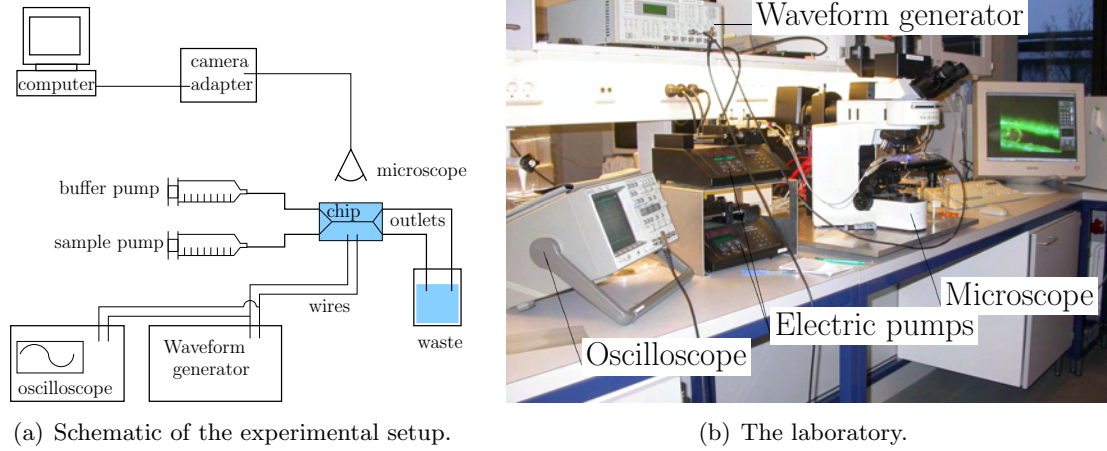 computer
camera
adapter
microscope
buffer pump
chip
outlets
sample pump
wires
waste
oscilloscope
Waveform
generator
(a) Schematic of the experimental setup.
Waveform generator
Microscope
Electric pumps
Oscilloscope
(b) The laboratory.